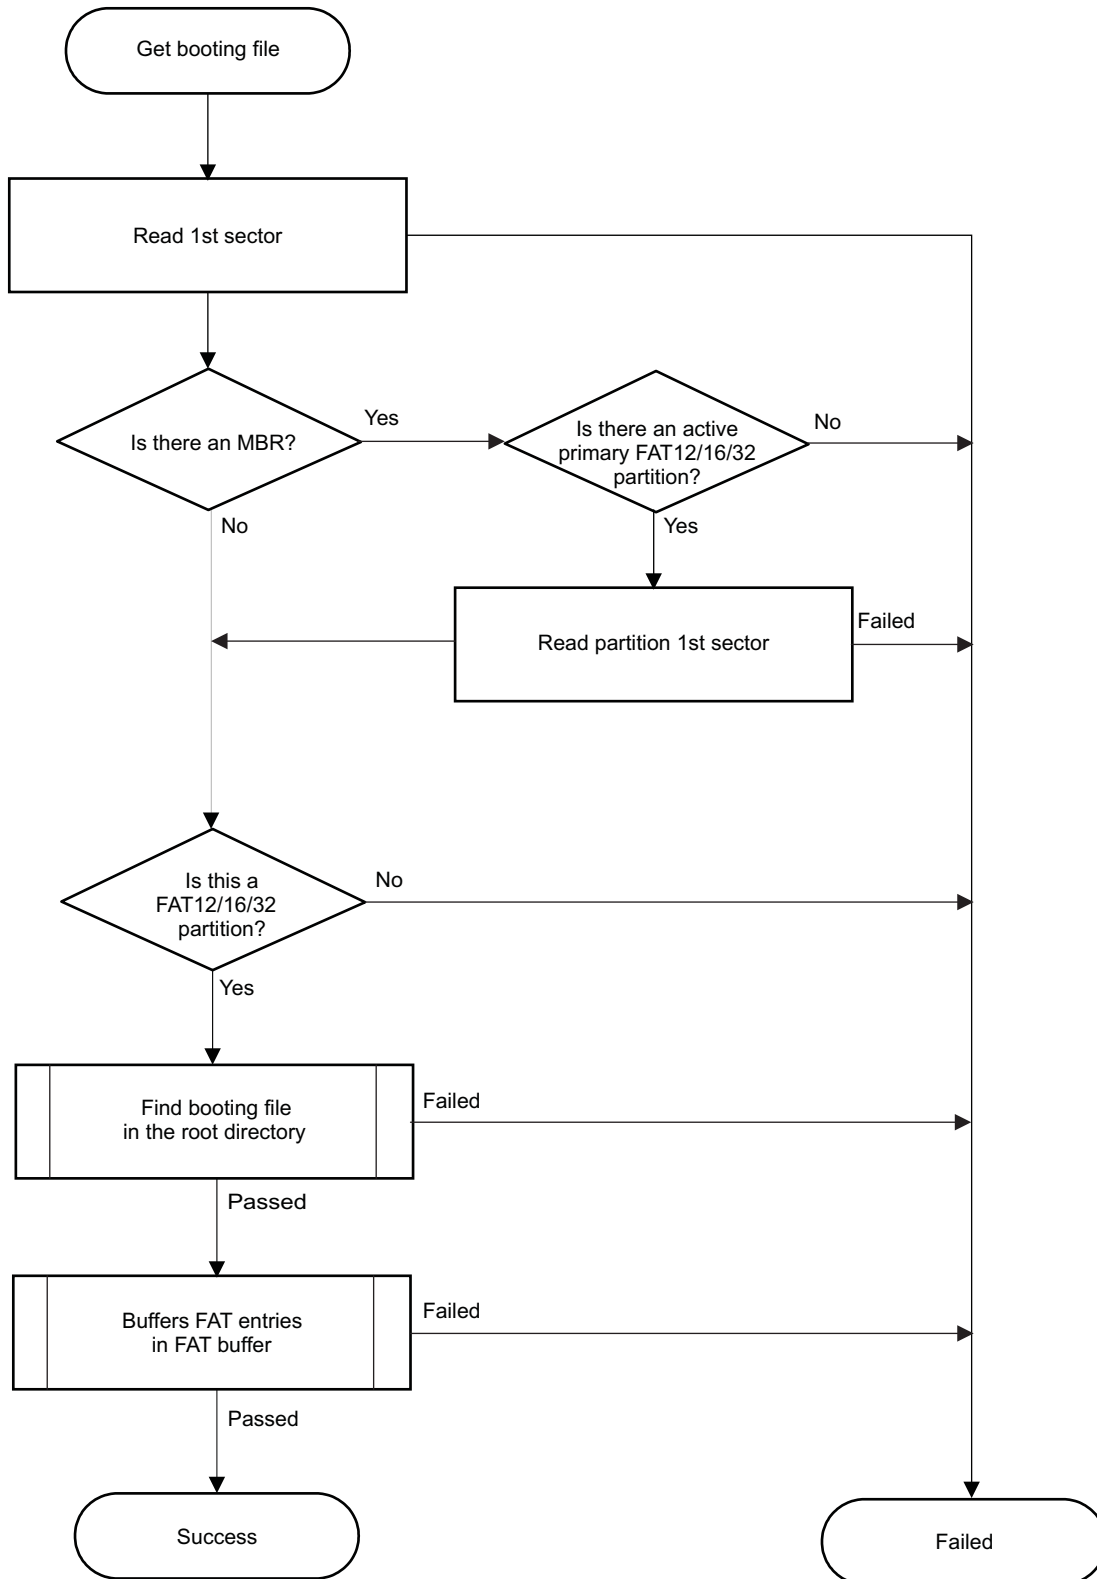 Get booting file
Read 1st sector
Is there an MBR?
Yes
Is there an active
primary FAT12/16/32
partition?
No
No
Yes
Read partition 1st sector
Failed
Is this a
FAT12/16/32
partition?
No
Yes
Find booting file
in the root directory
Failed
Passed
Buffers FAT entries
in FAT buffer
Failed
Passed
Success
Failed